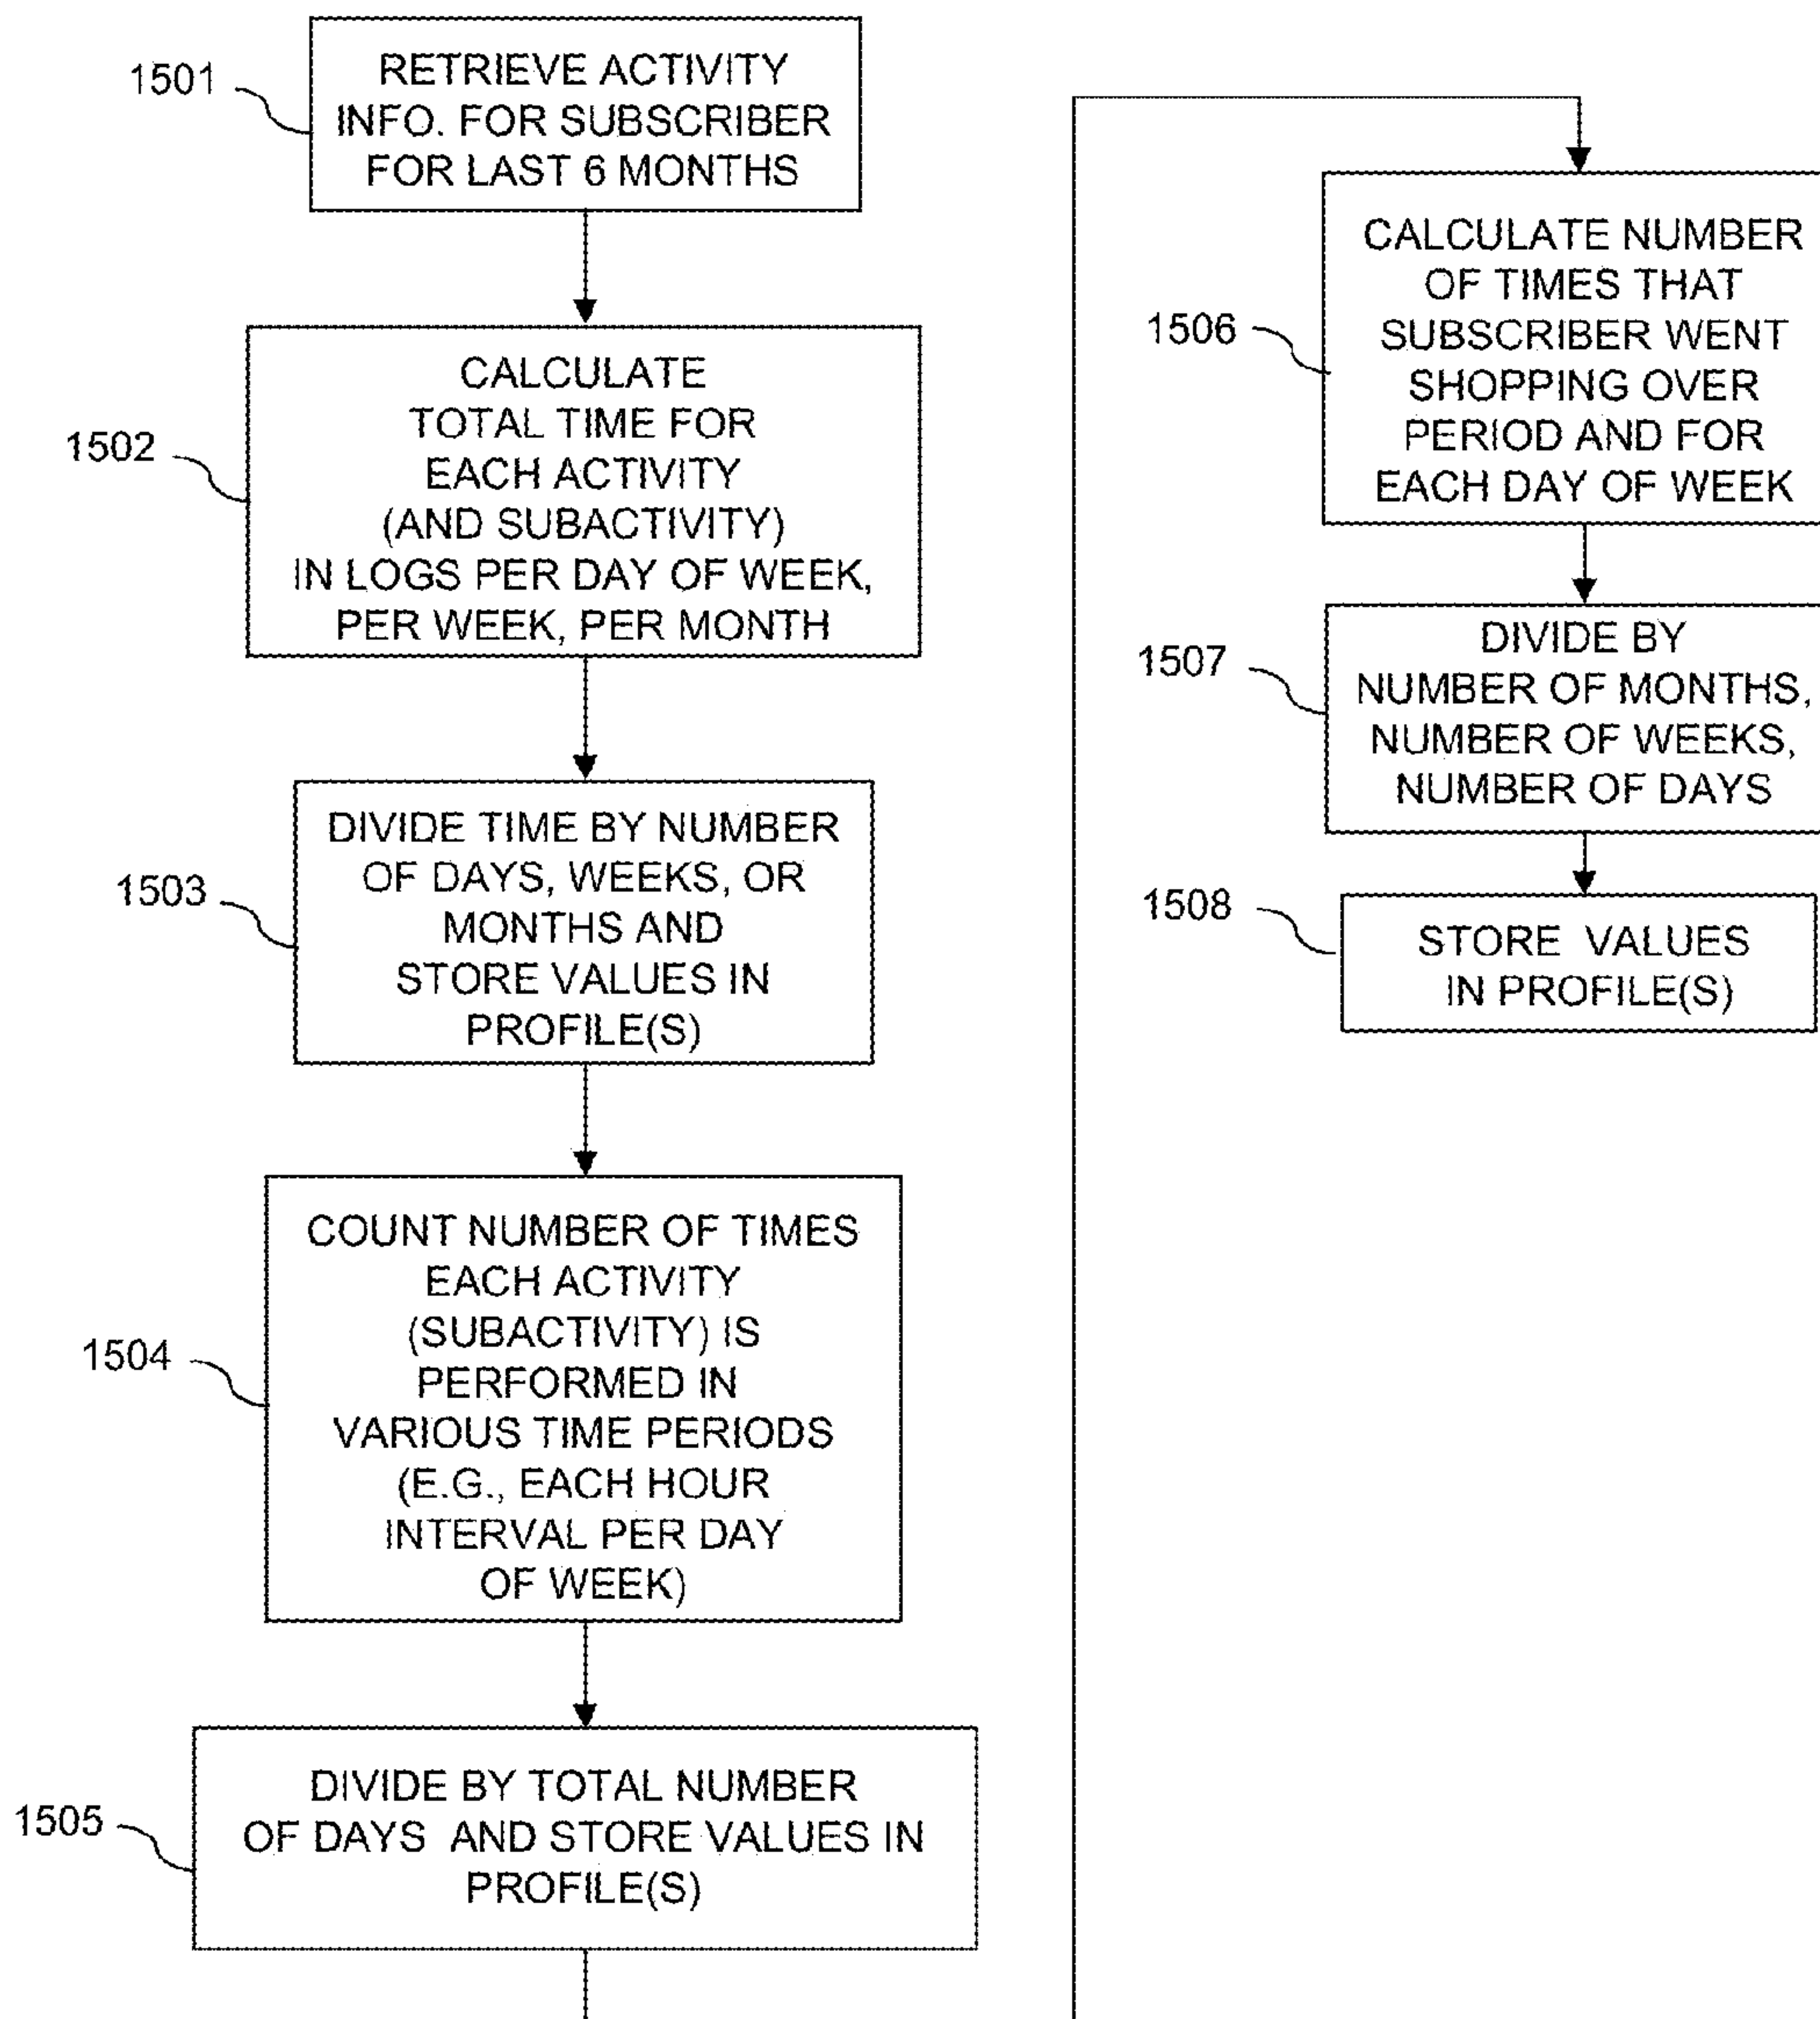 1501
RETRIEVE ACTIVITY
INFO. FOR SUBSCRIBER
FOR LAST 6 MONTHS
1502
CALCULATE
TOTAL TIME FOR
EACH ACTIVITY
(AND SUBACTIVITY)
IN LOGS PER DAY OF WEEK,
PER WEEK, PER MONTH
1503
DIVIDE TIME BY NUMBER
OF DAYS, WEEKS, OR
MONTHS AND
STORE VALUES IN
PROFILE(S)
1504
COUNT NUMBER OF TIMES
EACH ACTIVITY
(SUBACTIVITY) IS
PERFORMED IN
VARIOUS TIME PERIODS
(E.G., EACH HOUR
INTERVAL PER DAY
OF WEEK)
1505
DIVIDE BY TOTAL NUMBER
OF DAYS AND STORE VALUES IN
PROFILE(S)
1506
CALCULATE NUMBER
OF TIMES THAT
SUBSCRIBER WENT
SHOPPING OVER
PERIOD AND FOR
EACH DAY OF WEEK
1507
DIVIDE BY
NUMBER OF MONTHS,
NUMBER OF WEEKS,
NUMBER OF DAYS
1508
STORE VALUES
IN PROFILE(S)